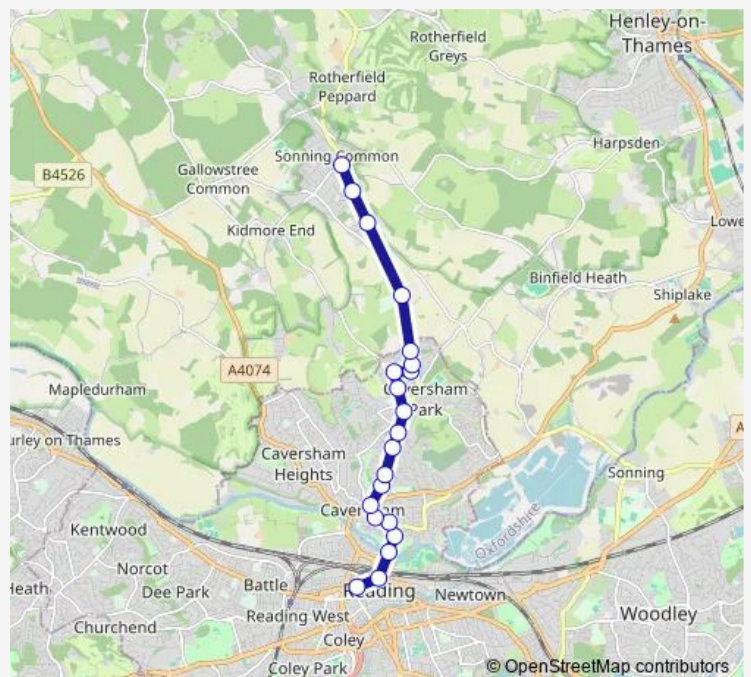 Henley-on-
Thames
Rotherfield
Greys
Rotherfield
Peppard
Harpsden
Sonning Common
B4526
Gallowstree
Common
Lowe
Kidmore End
Binfield Heath
Shiplake
A4074
Mapledurham
Caversham
Park
A
urley on Thames
Caversham
Heights
Sonning
Caversham
Kentwood
Oxfordshire
Norcot
Heath
Dee Park
Battle
Reading
Newtown
Reading West
Woodley
Churchend
Coley
Coley Park
© OpenStreetMap contributors